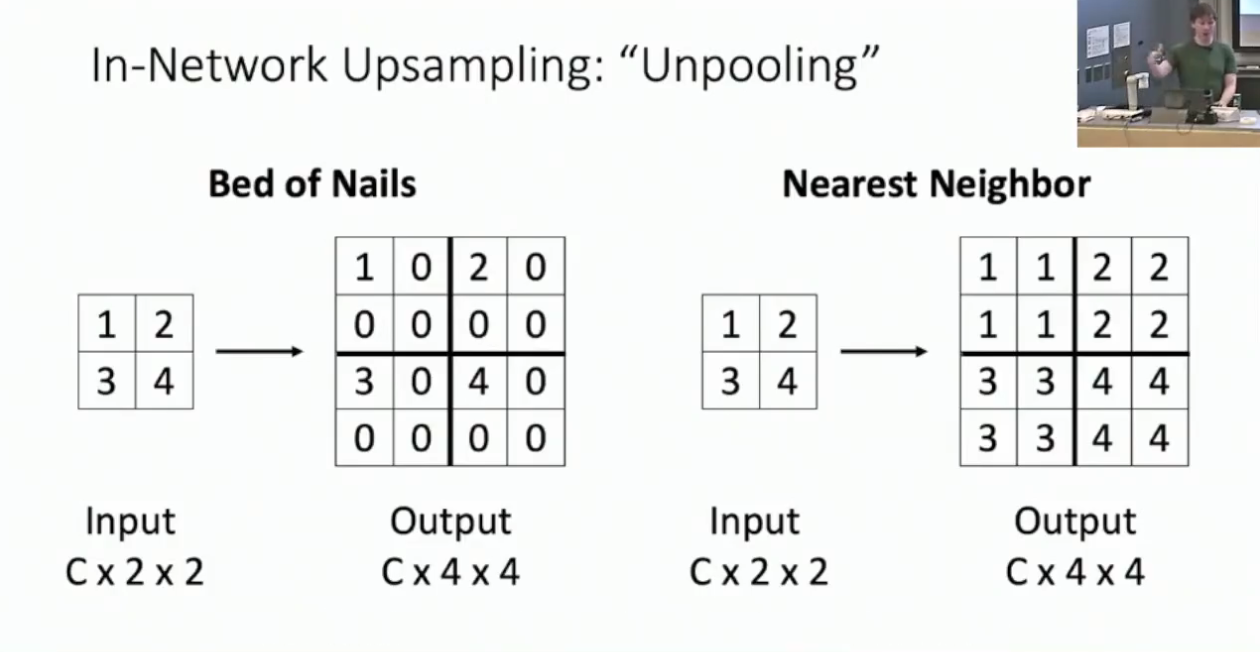 In-Network Upsampling: “Unpooling”
Bed of Nails
1 2
3 4
1 0 2 0
0 0 0 0
3 0 4 0
0 0 0 0
Input
C x 2 x 2
Output
C x 4 x 4
Nearest Neighbor
1 2
3 4
1 1 2 2
1 1 2 2
3 3 4 4
3 3 4 4
Input
C x 2 x 2
Output
C x 4 x 4